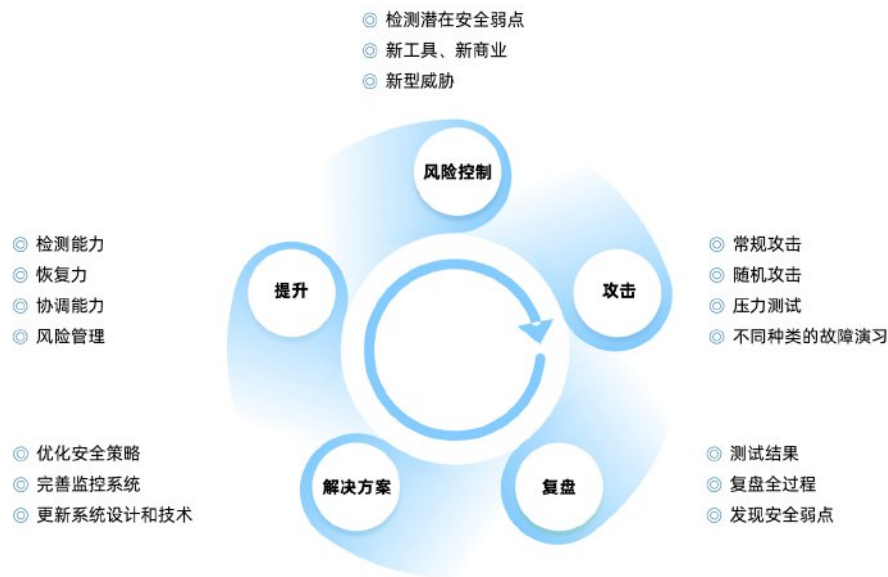 检测潜在安全弱点
新工具、新商业
新型威胁
风险控制
攻击
常规攻击
随机攻击
压力测试
不同种类的故障演习
复盘
测试结果
复盘全过程
发现安全弱点
解决方案
优化安全策略
完善监控系统
更新系统设计和技术
提升
检测能力
恢复力
协调能力
风险管理